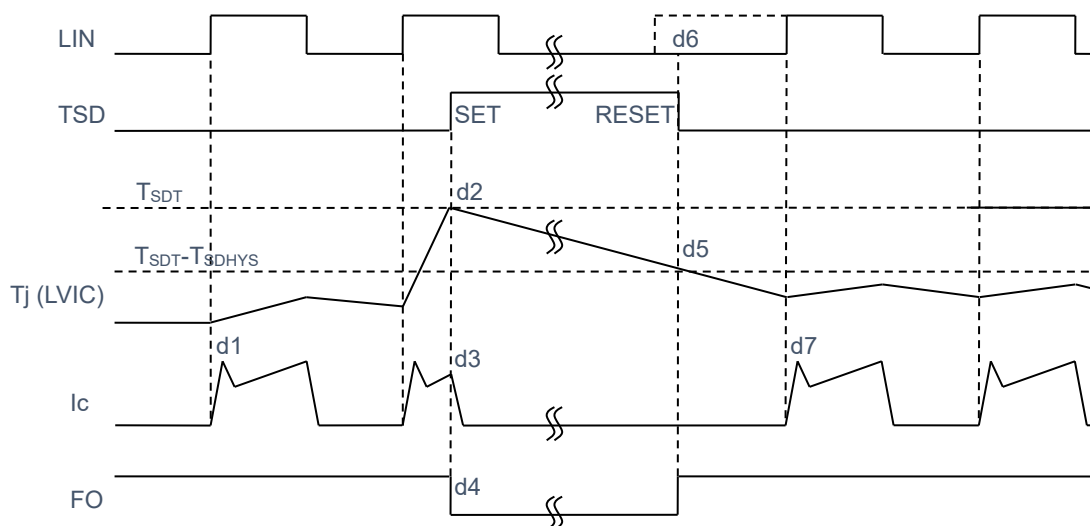 LIN
d6
TSD
SET
RESET
TSDT
d2
TSDT-TSDHYS
d5
Tj (LVIC)
d1
d3
d7
Ic
d4
FO